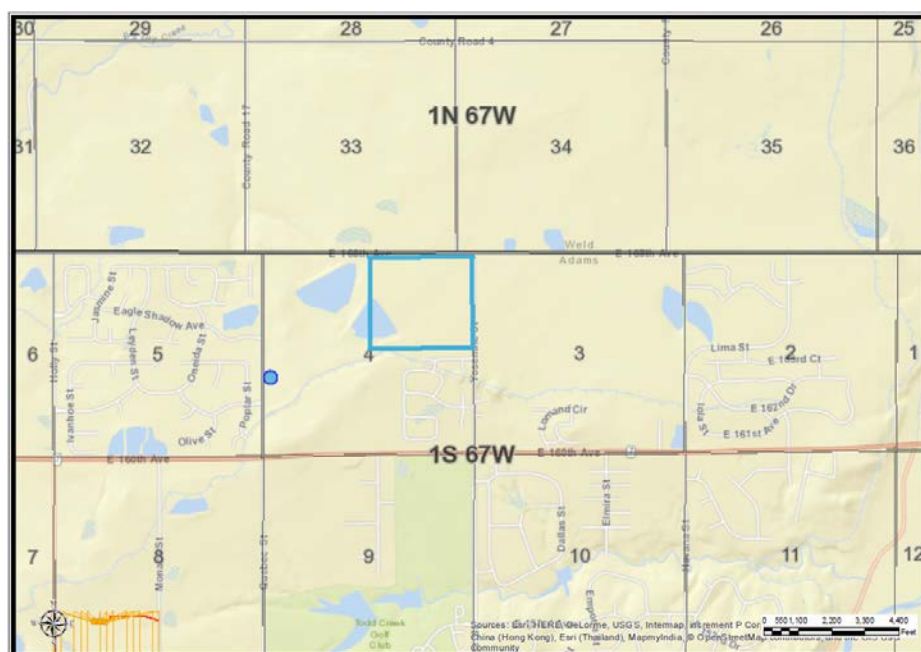 30
29
28
27
26
25
County Road 4
County Road 17
1N 67W
31
32
33
34
35
36
Weld
Adams
E 168th Ave
E 168th Ave
Jasmine St
Eagle Shadow Ave
Leyden St
Oneida St
Holly St
Ivanhoe St
Poplar St
Olive St
6
5
4
3
2
1
Yosemite St
Lima St
E 163rd Ct
E 162nd Dr
E 161st Ave
Iola St
Lomand Cir
E 160th Ave
1S 67W
E 160th Ave
Dallas St
Elmira St
Havana St
Quebec St
7
8
9
10
11
12
Todd Creek
Golf
Club
0 550 1,100 2,200 3,300 4,400
Feet
Sources: Esri, HERE, DeLorme, USGS, Intermap, increment P
China (Hong Kong), Esri (Thailand), MapmyIndia, © OpenStreetMap contributors, and the GIS User
Community